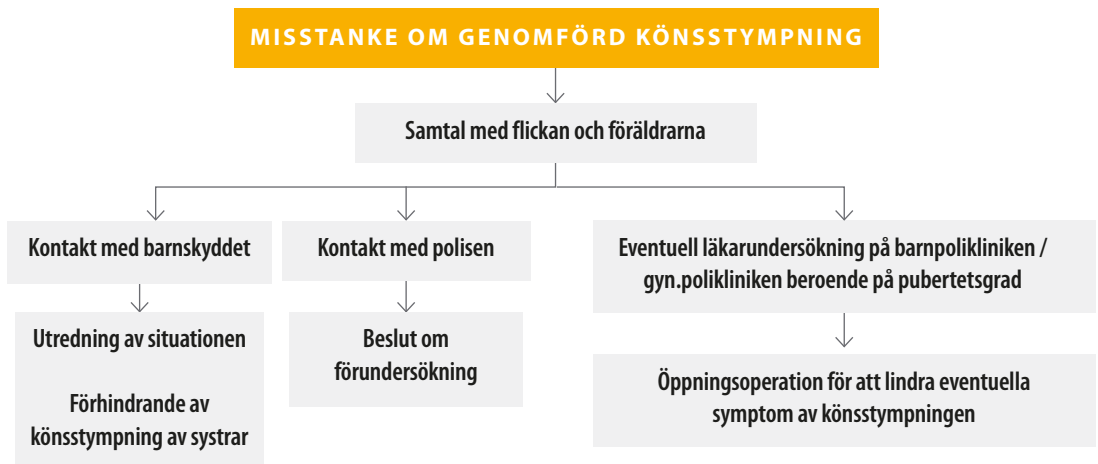 MISSTANKE OM GENOMFÖRD KÖNSSTYMPNING
Samtal med flickan och föräldrarna
Kontakt med barnskyddet
Utredning av situationen
Förhindrande av
könsstympning av systrar
Kontakt med polisen
Beslut om
förundersökning
Eventuell läkarundersökning på barnpolikliniken /
gyn.polikliniken beroende på pubertetsgrad
Öppningsoperation för att lindra eventuella
symptom av könsstympningen